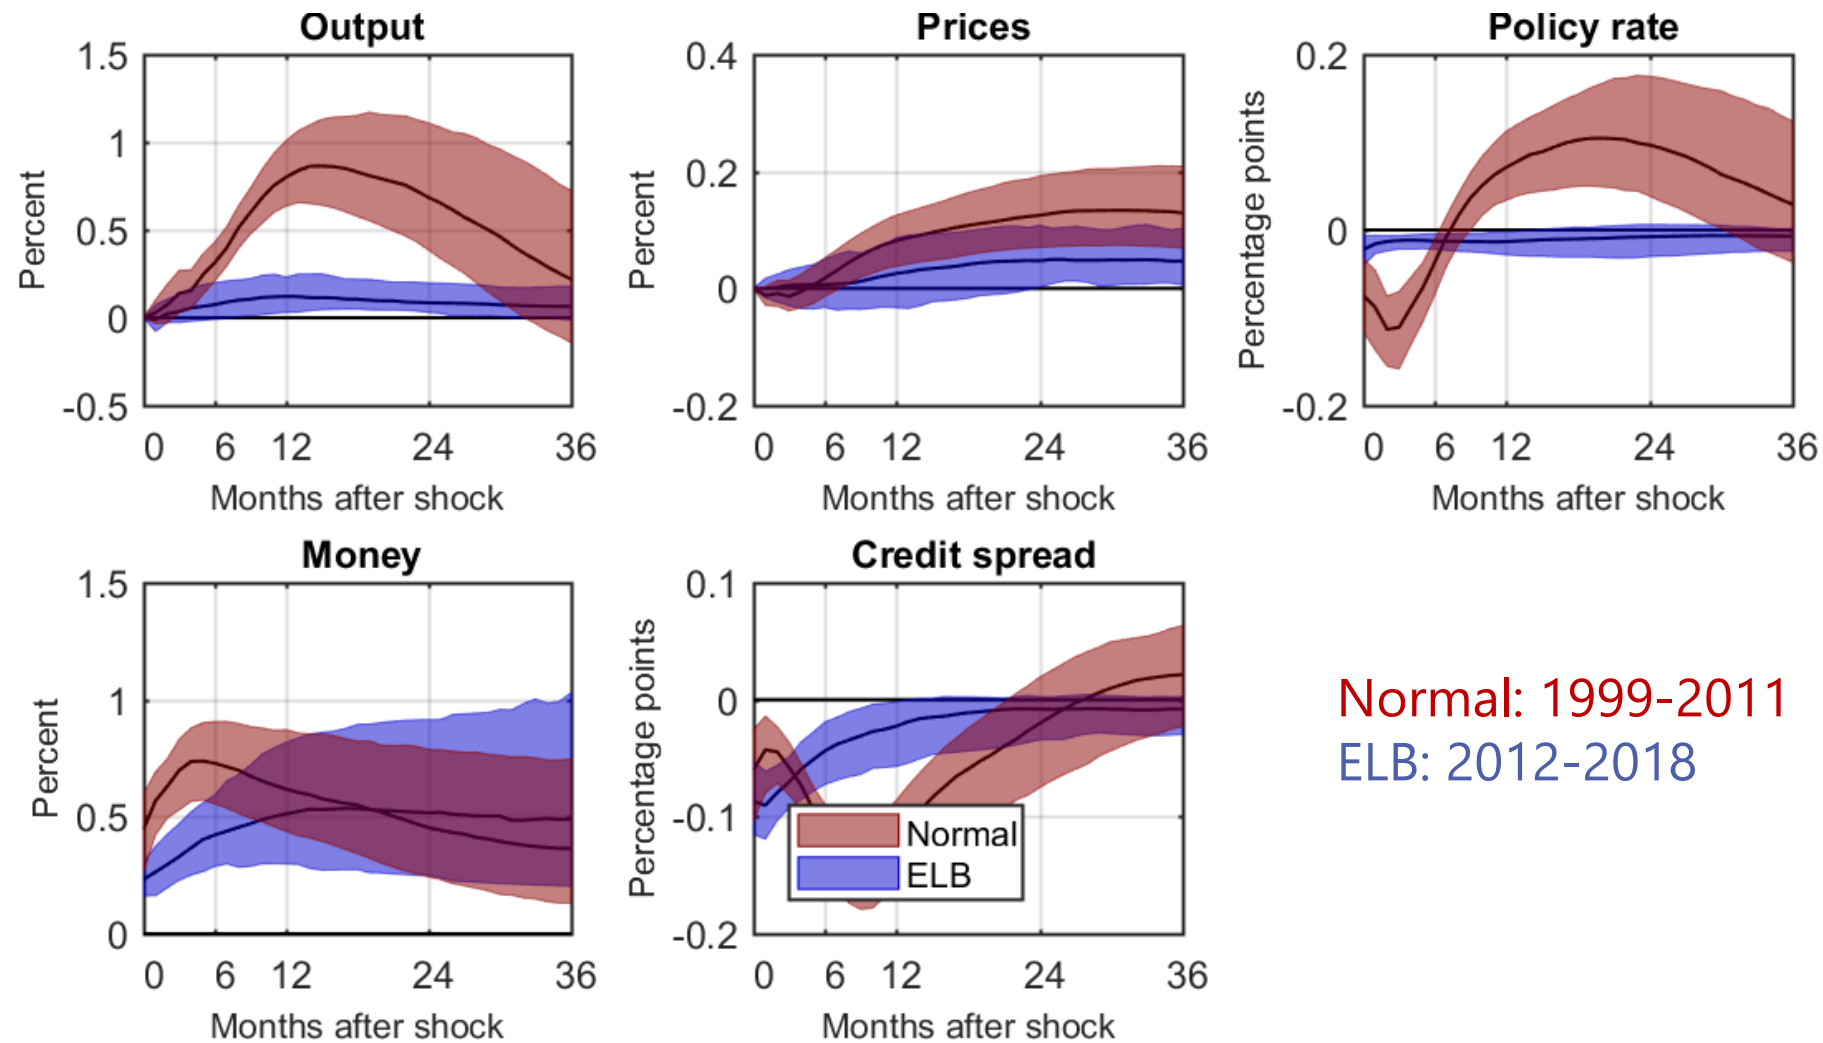 Output
Percent
1.5
1
0.5
0
-0.5
0 6 12 24 36
Months after shock
Prices
Percent
0.4
0.2
0
-0.2
0 6 12 24 36
Months after shock
Policy rate
Percentage points
0.2
0
-0.2
0 6 12 24 36
Months after shock
Money
Percent
1.5
1
0.5
0
0 6 12 24 36
Months after shock
Credit spread
Percentage points
0.1
0
-0.1
-0.2
Normal
ELB
0 6 12 24 36
Months after shock
Normal: 1999-2011
ELB: 2012-2018